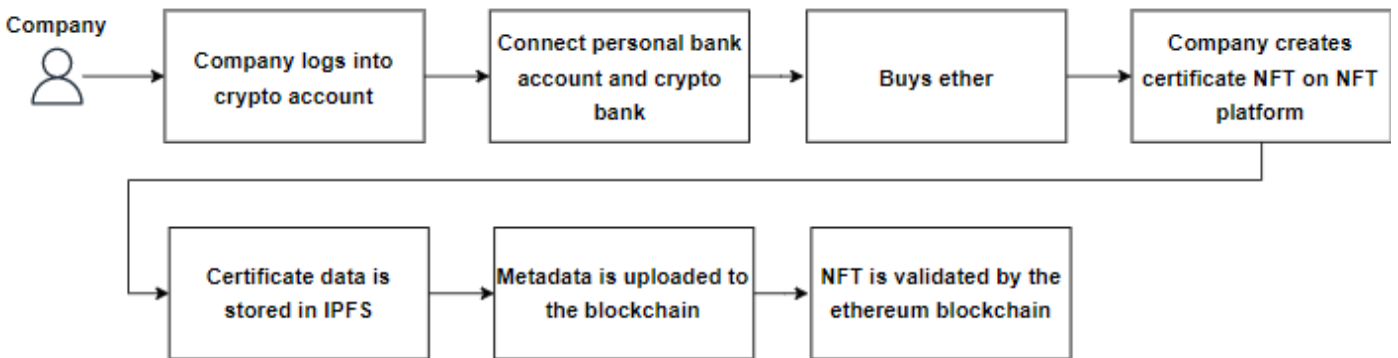 Company
Company logs into
crypto account
Connect personal bank
account and crypto
bank
Buys ether
Company creates
certificate NFT on NFT
platform
Certificate data is
stored in IPFS
Metadata is uploaded to
the blockchain
NFT is validated by the
ethereum blockchain